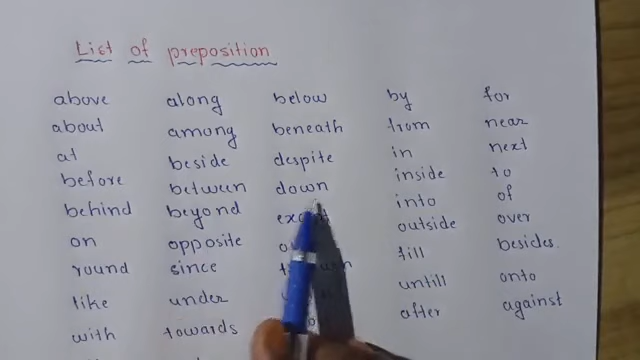 List of preposition
above along below by for
about among beneath from near
at beside despite in next
before between down inside to
behind beyond into of
on opposite outside over
round since till besides.
like under untill onto
with towards after against